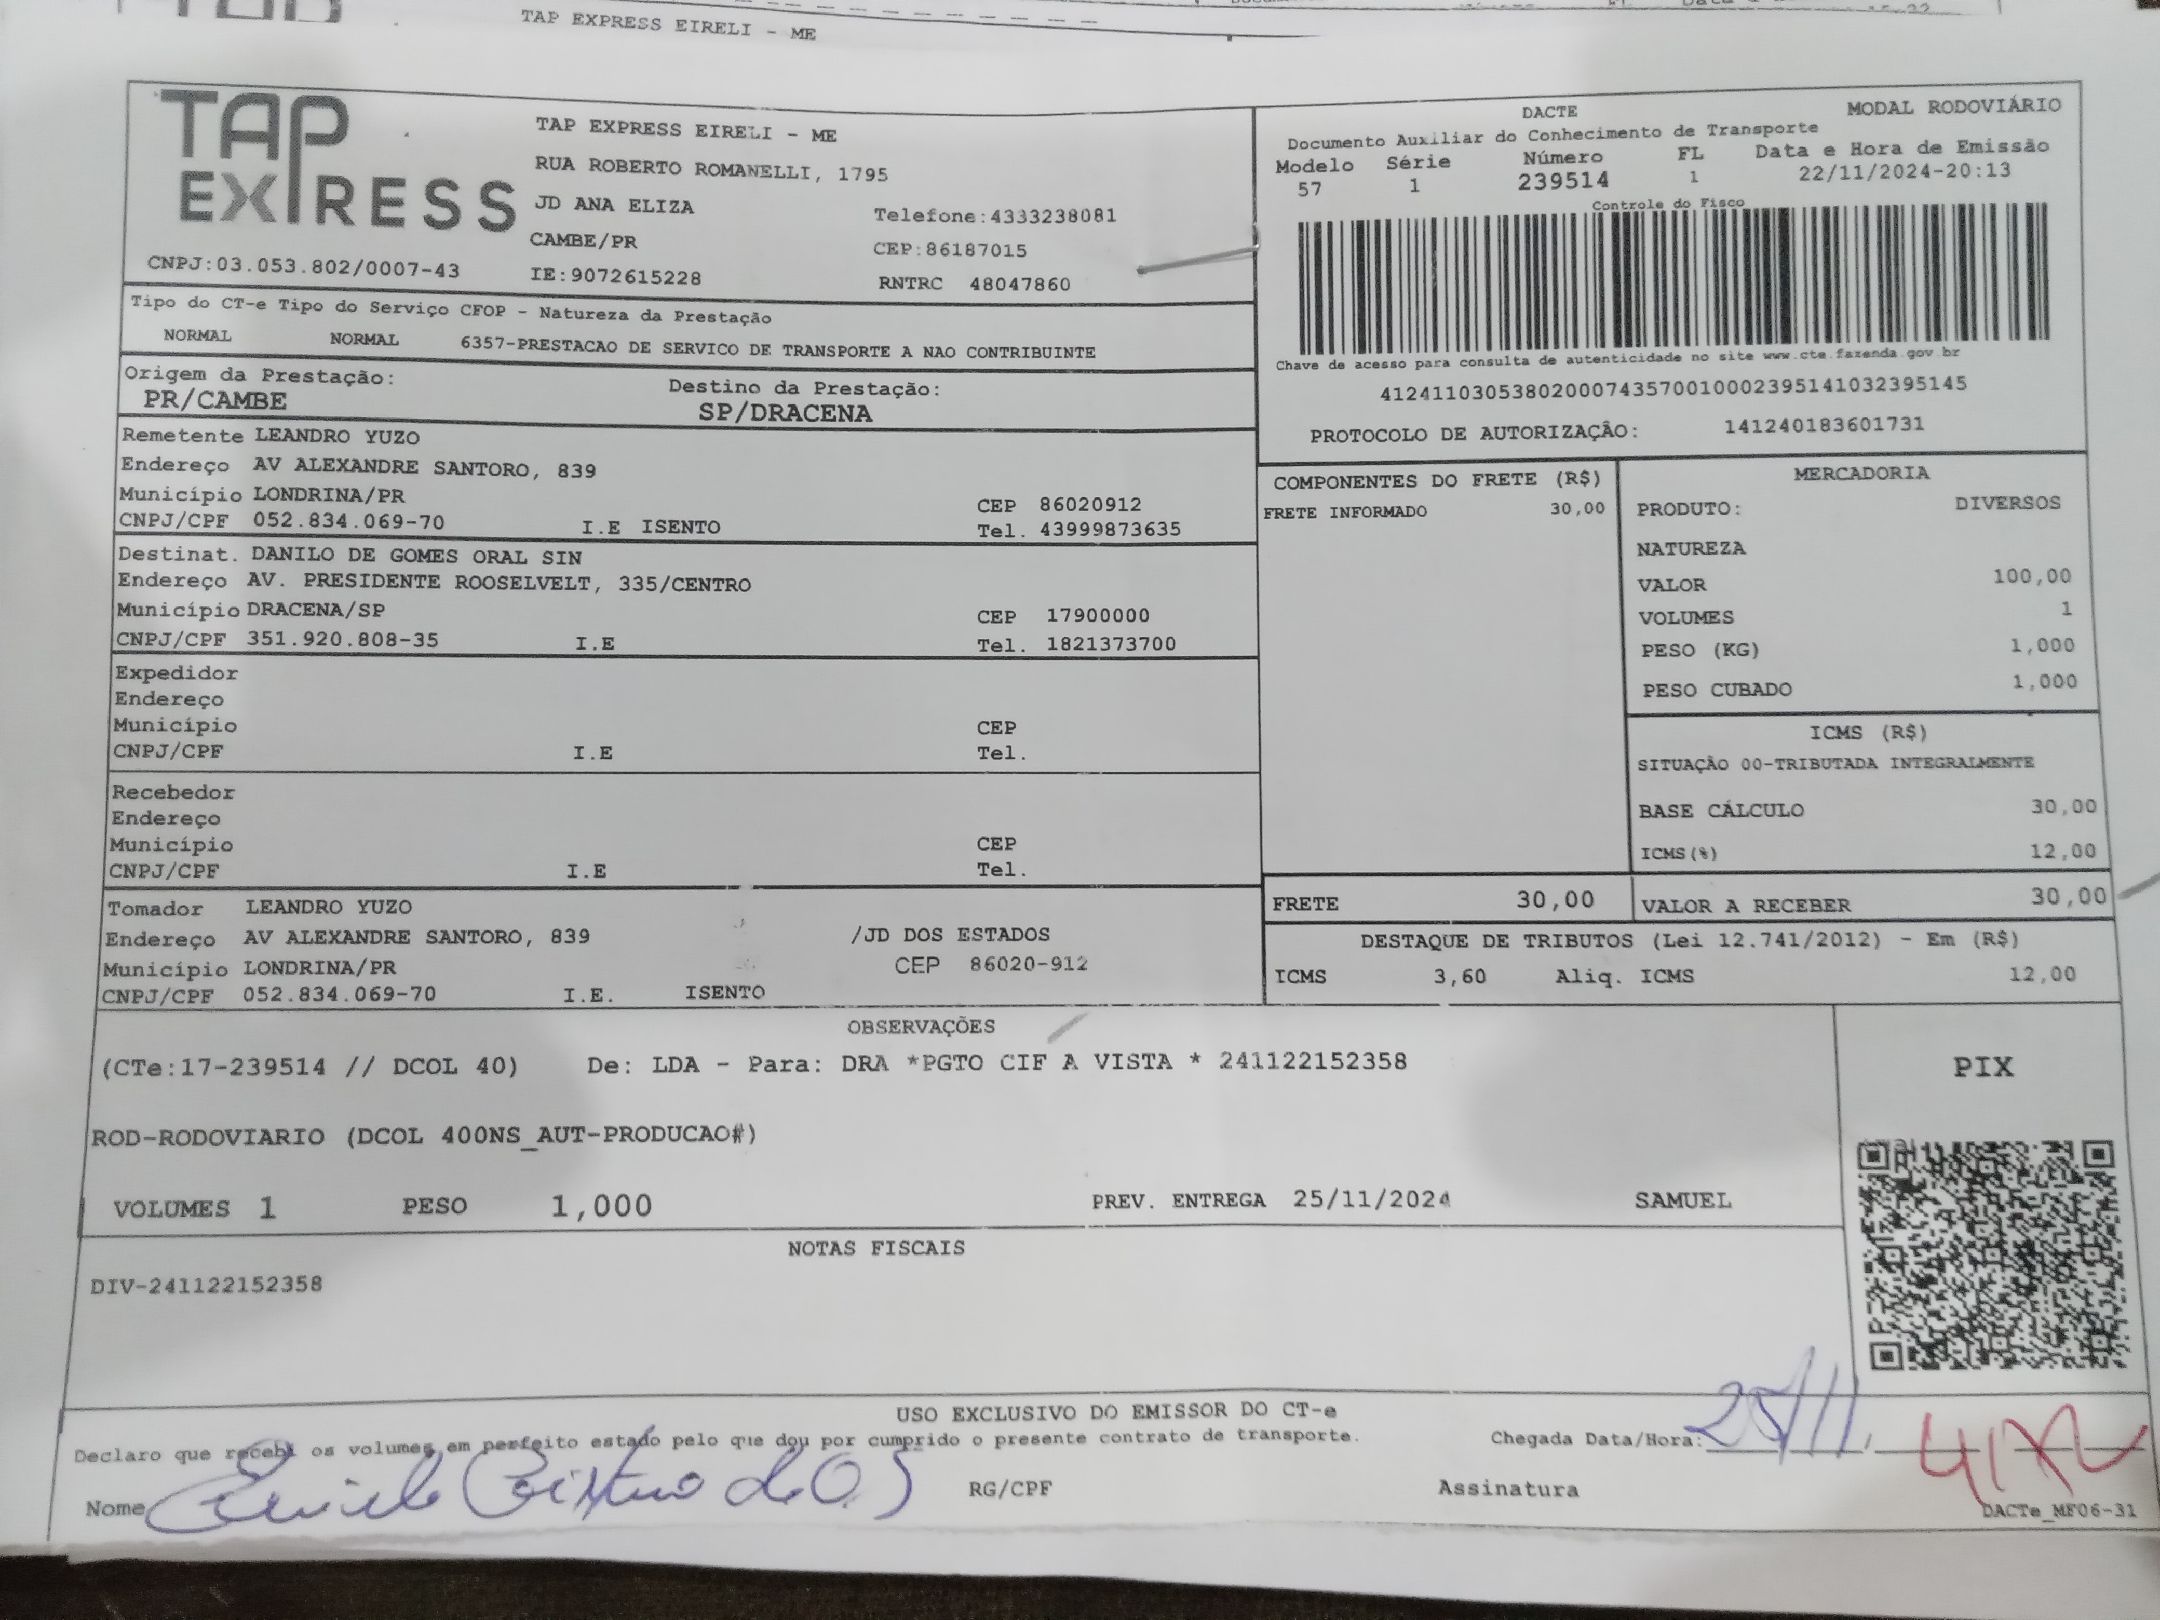 TAP EXPRESS EIRELI - ME
TAP EXPRESS
CNPJ:03.053.802/0007-43
TAP EXPRESS EIRELI - ME
RUA ROBERTO ROMANELLI, 1795
JD ANA ELIZA
Telefone:4333238081
CAMBE/PR
CEP:86187015
IE:9072615228
RNTRC 48047860
DACTE MODAL RODOVIÁRIO
Documento Auxiliar do Conhecimento de Transporte
Modelo Série Número FL Data e Hora de Emissão
57 1 239514 1 22/11/2024-20:13
Controle do Fisco
Chave de acesso para consulta de autenticidade no site www.cte.fazenda.gov.br
41241103053802000743570010002395141032395145
PROTOCOLO DE AUTORIZAÇÃO: 141240183601731
Tipo do CT-e Tipo do Serviço CFOP - Natureza da Prestação
NORMAL NORMAL 6357-PRESTACAO DE SERVICO DE TRANSPORTE A NAO CONTRIBUINTE
Origem da Prestação: Destino da Prestação:
PR/CAMBE SP/DRACENA
Remetente LEANDRO YUZO
Endereço AV ALEXANDRE SANTORO, 839
Município LONDRINA/PR CEP 86020912
CNPJ/CPF 052.834.069-70 I.E ISENTO Tel. 43999873635
Destinat. DANILO DE GOMES ORAL SIN
Endereço AV. PRESIDENTE ROOSELVELT, 335/CENTRO
Município DRACENA/SP CEP 17900000
CNPJ/CPF 351.920.808-35 I.E Tel. 1821373700
Expedidor
Endereço
Município CEP
CNPJ/CPF I.E Tel.
Recebedor
Endereço
Município CEP
CNPJ/CPF I.E Tel.
Tomador LEANDRO YUZO
Endereço AV ALEXANDRE SANTORO, 839 /JD DOS ESTADOS
Município LONDRINA/PR CEP 86020-912
CNPJ/CPF 052.834.069-70 I.E. ISENTO
COMPONENTES DO FRETE (R$)
FRETE INFORMADO 30,00
MERCADORIA
PRODUTO: DIVERSOS
NATUREZA
VALOR 100,00
VOLUMES 1
PESO (KG) 1,000
PESO CUBADO 1,000
ICMS (R$)
SITUAÇÃO 00-TRIBUTADA INTEGRALMENTE
BASE CÁLCULO 30,00
ICMS(%) 12,00
FRETE 30,00 VALOR A RECEBER 30,00
DESTAQUE DE TRIBUTOS (Lei 12.741/2012) - Em (R$)
ICMS 3,60 Aliq. ICMS 12,00
OBSERVAÇÕES
(CTe:17-239514 // DCOL 40) De: LDA - Para: DRA *PGTO CIF A VISTA * 241122152358
ROD-RODOVIARIO (DCOL 400NS_AUT-PRODUCAO#)
VOLUMES 1 PESO 1,000 PREV. ENTREGA 25/11/2024 SAMUEL
PIX
NOTAS FISCAIS
DIV-241122152358
USO EXCLUSIVO DO EMISSOR DO CT-e
Declaro que recebi os volumes em perfeito estado pelo que dou por cumprido o presente contrato de transporte.
Chegada Data/Hora: 25/11
Nome RG/CPF Assinatura
DACTe_MF06-31